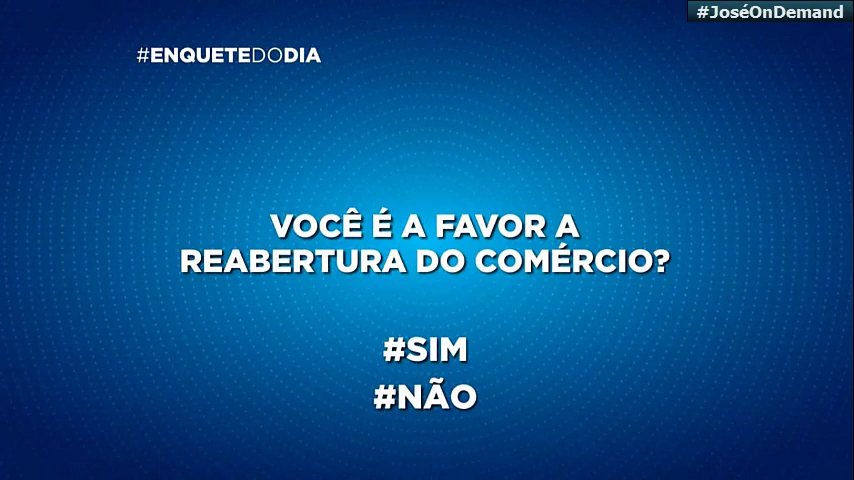 #JoséOnDemand
#ENQUETEDODIA
VOCÊ É A FAVOR A
REABERTURA DO COMÉRCIO?
#SIM
#NÃO